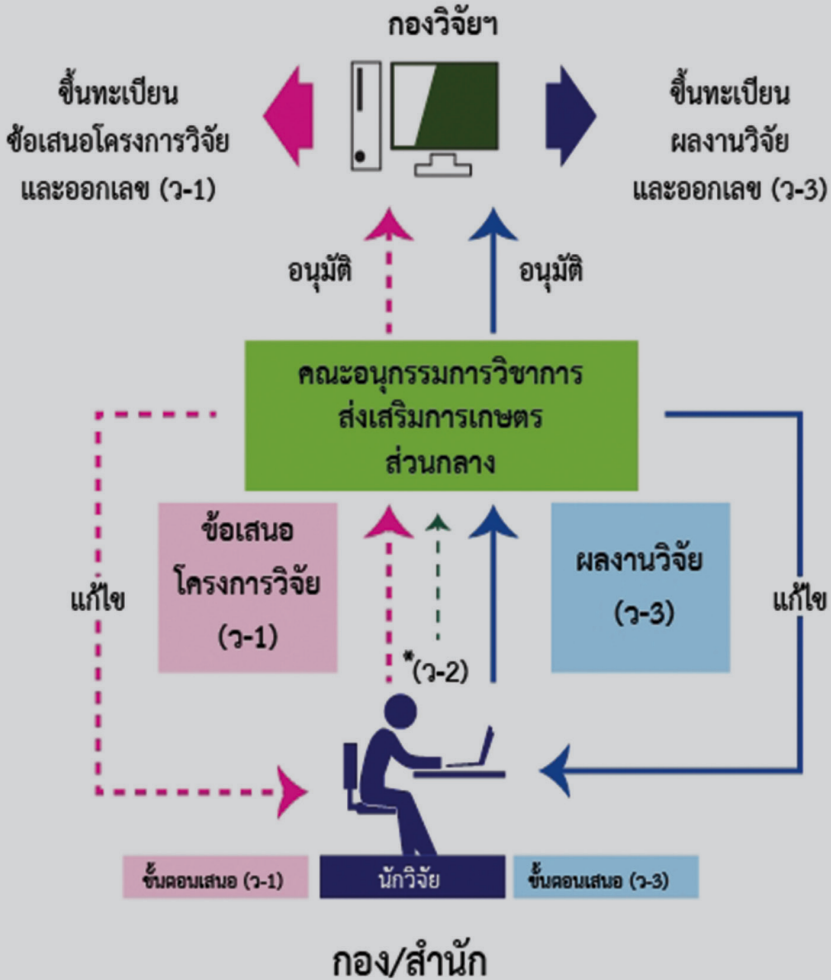 กองวิจัยฯ
ขึ้นทะเบียน
ข้อเสนอโครงการวิจัย
และออกเลข (ว-1)
ขึ้นทะเบียน
ผลงานวิจัย
และออกเลข (ว-3)
อนุมัติ
อนุมัติ
คณะอนุกรรมการวิชาการ
ส่งเสริมการเกษตร
ส่วนกลาง
ข้อเสนอ
โครงการวิจัย
(ว-1)
ผลงานวิจัย
(ว-3)
แก้ไข
แก้ไข
*(ว-2)
ขั้นตอนเสนอ (ว-1)
นักวิจัย
ขั้นตอนเสนอ (ว-3)
กอง/สำนัก